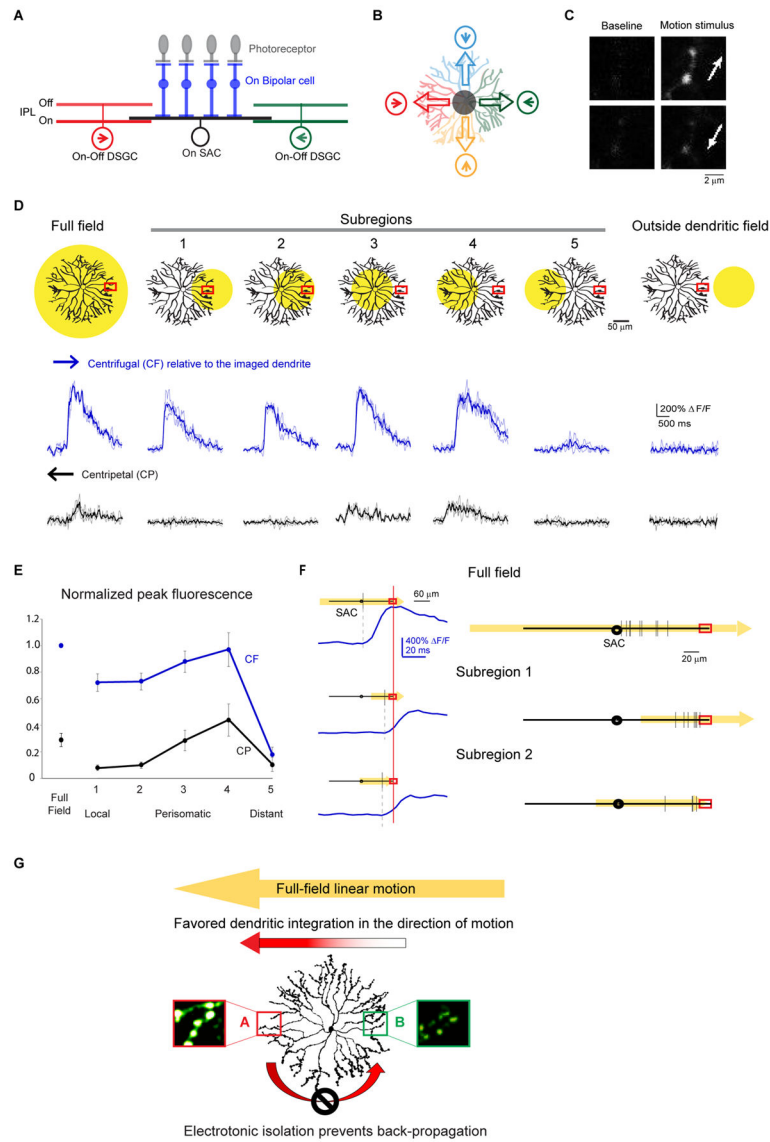 A
Photoreceptor
On Bipolar cell
Off
IPL
On
On-Off DSGC
On SAC
On-Off DSGC
B
C
Baseline
Motion stimulus
2 μm
D
Full field
Subregions
Outside dendritic field
1 2 3 4 5
50 μm
Centrifugal (CF) relative to the imaged dendrite
200% ΔF/F
500 ms
Centripetal (CP)
E
Normalized peak fluorescence
1.2
1.0
0.8
0.6
0.4
0.2
0
CF
CP
Full
Field
1 2 3 4 5
Local Perisomatic Distant
F
SAC
60 μm
400% ΔF/F
20 ms
Full field
SAC
20 μm
Subregion 1
Subregion 2
G
Full-field linear motion
Favored dendritic integration in the direction of motion
A
B
Electrotonic isolation prevents back-propagation